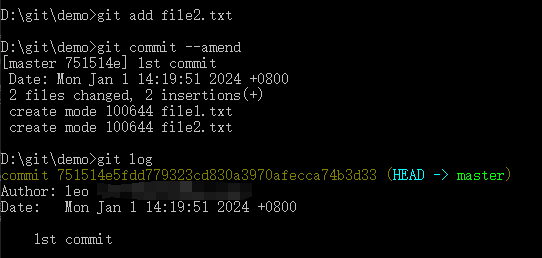 D:\git\demo>git add file2.txt
D:\git\demo>git commit --amend
[master 751514e] 1st commit
 Date: Mon Jan 1 14:19:51 2024 +0800
 2 files changed, 2 insertions(+)
 create mode 100644 file1.txt
 create mode 100644 file2.txt
D:\git\demo>git log
commit 751514e5fdd779323cd830a3970afecca74b3d33 (HEAD -> master)
Author: leo
Date:   Mon Jan 1 14:19:51 2024 +0800
    1st commit